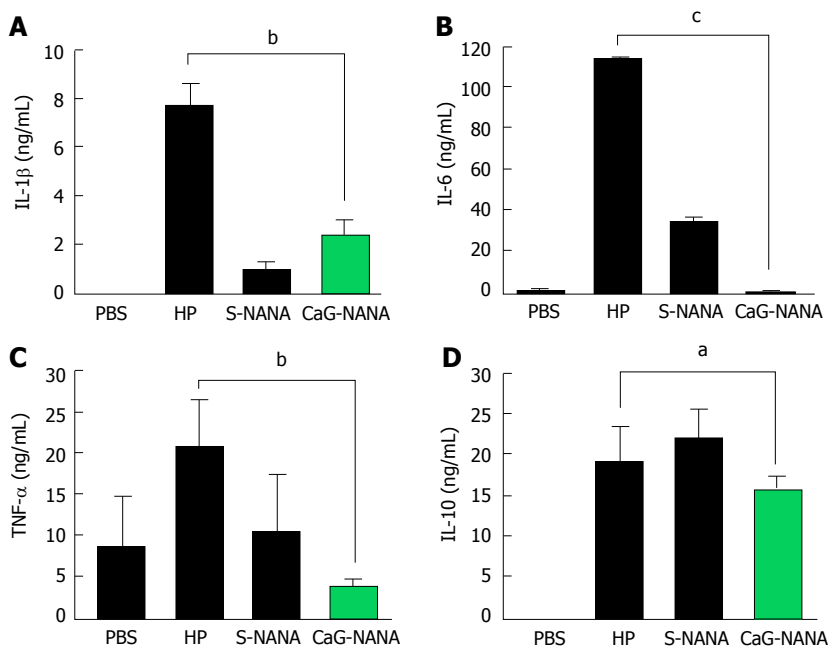 A
b
IL-1β (ng/mL)
10
8
6
4
2
0
PBS HP S-NANA CaG-NANA
B
c
IL-6 (ng/mL)
120
100
80
60
40
20
0
PBS HP S-NANA CaG-NANA
C
b
TNF-α (ng/mL)
30
25
20
15
10
5
0
PBS HP S-NANA CaG-NANA
D
a
IL-10 (ng/mL)
30
25
20
15
10
5
0
PBS HP S-NANA CaG-NANA